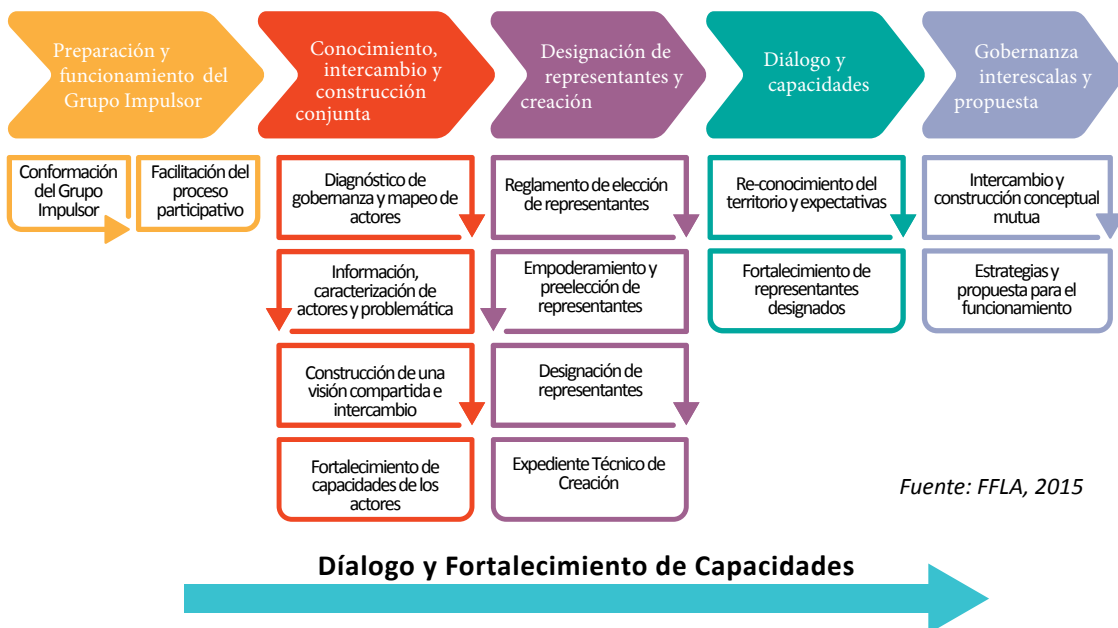 Preparación y
funcionamiento del
Grupo Impulsor
Conocimiento,
intercambio y
construcción
conjunta
Designación de
representantes y
creación
Diálogo y
capacidades
Gobernanza
interescalas y
propuesta
Conformación
del Grupo
Impulsor
Facilitación del
proceso
participativo
Diagnóstico de
gobernanza y mapeo de
actores
Información,
caracterización de
actores y problemática
Construcción de una
visión compartida e
intercambio
Fortalecimiento de
capacidades de los
actores
Reglamento de elección
de representantes
Empoderamiento y
preelección de
representantes
Designación de
representantes
Expediente Técnico de
Creación
Re-conocimiento del
territorio y expectativas
Fortalecimiento de
representantes
designados
Intercambio y
construcción conceptual
mutua
Estrategias y
propuesta para el
funcionamiento
Fuente: FFLA, 2015
Díalogo y Fortalecimiento de Capacidades